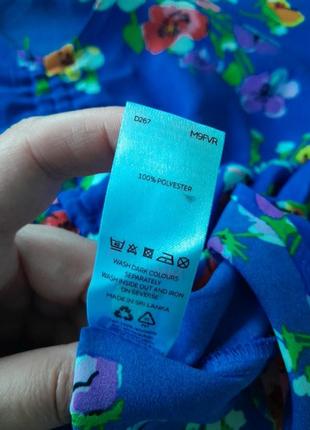 D267
M9FVR
100% POLYESTER
WASH DARK COLOURS
SEPARATELY
WASH INSIDE OUT AND IRON
ON REVERSE
MADE IN SRI LANKA